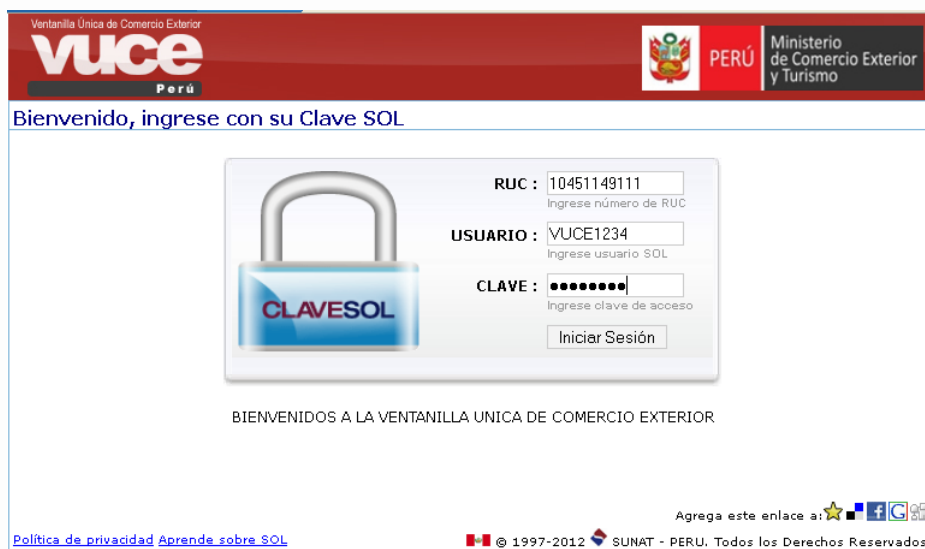 Ventanilla Única de Comercio Exterior
vuce
Perú
PERÚ
Ministerio
de Comercio Exterior
y Turismo
Bienvenido, ingrese con su Clave SOL
RUC : 10451149111
Ingrese número de RUC
USUARIO : VUCE1234
Ingrese usuario SOL
CLAVE : ●●●●●●●●
Ingrese clave de acceso
CLAVESOL
Iniciar Sesión
BIENVENIDOS A LA VENTANILLA UNICA DE COMERCIO EXTERIOR
Agrega este enlace a:
Política de privacidad Aprende sobre SOL
© 1997-2012 SUNAT - PERU. Todos los Derechos Reservados